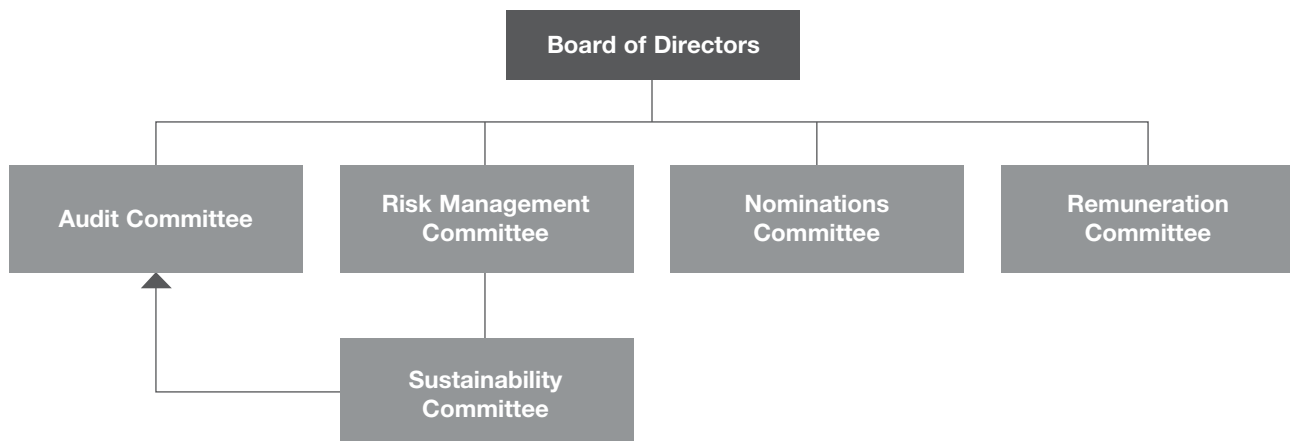 Board of Directors
Audit Committee
Risk Management
Committee
Nominations
Committee
Remuneration
Committee
Sustainability
Committee